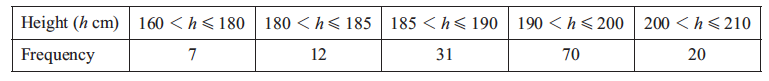 Height (h cm) 160 < h ⩽ 180 180 < h ⩽ 185 185 < h ⩽ 190 190 < h ⩽ 200 200 < h ⩽ 210
Frequency 7 12 31 70 20